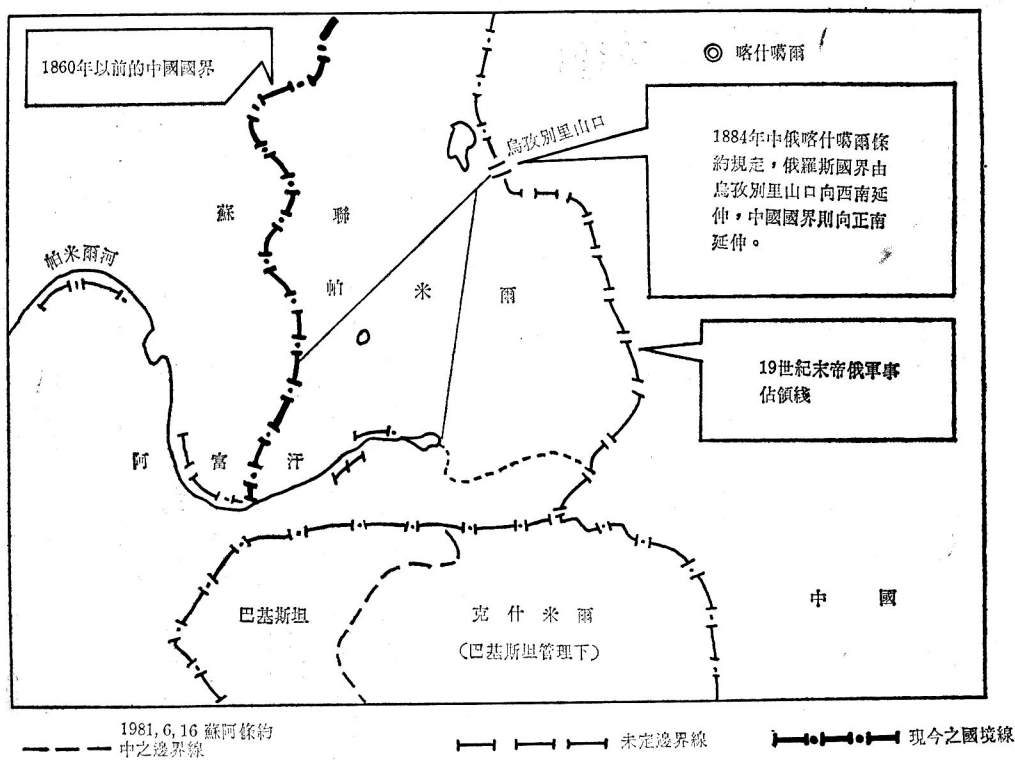 1860年以前的中國國界
喀什噶爾
烏孜別里山口
1884年中俄喀什噶爾條
約規定，俄羅斯國界由
烏孜別里山口向西南延
伸，中國國界則向正南
延伸。
蘇聯
帕米爾河
帕米爾
19世紀末帝俄軍事
佔領綫
阿富汗
巴基斯坦
克什米爾
(巴基斯坦管理下)
中國
1981,6,16 蘇阿條約
中之邊界線
未定邊界線
現今之國境線